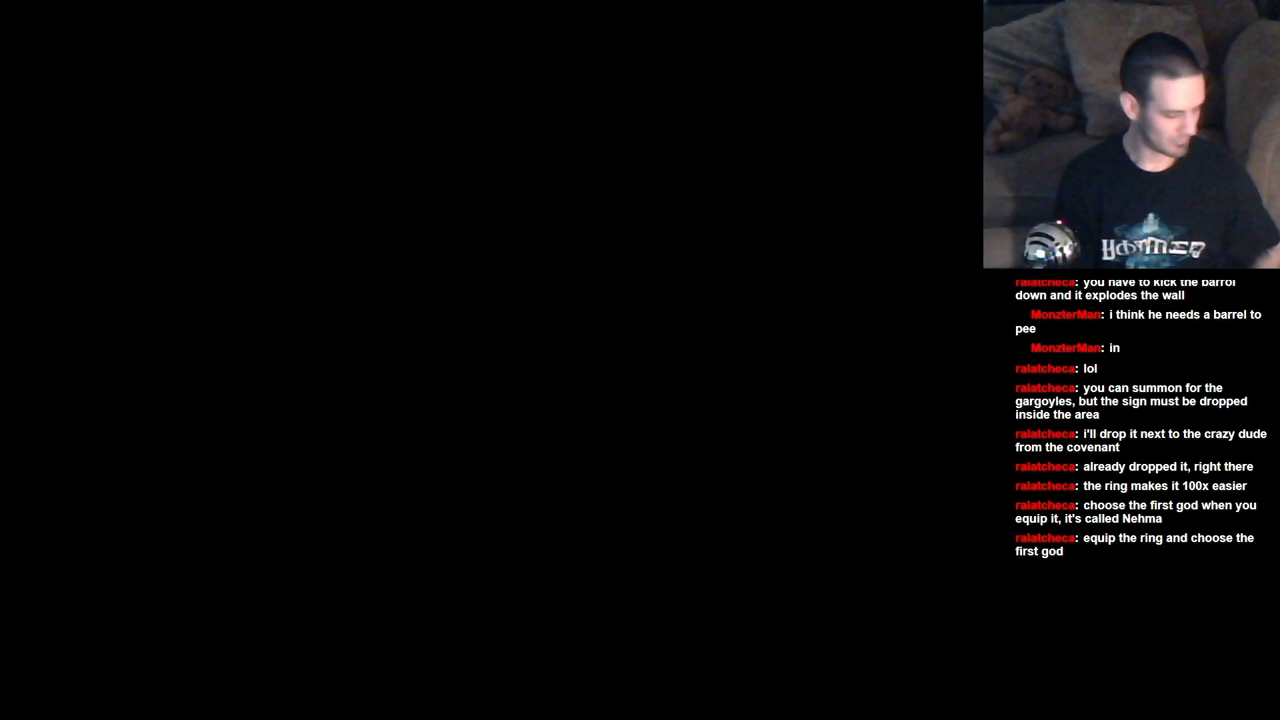 ralatcheca: you have to kick the barrol
down and it explodes the wall
MonzterMan: i think he needs a barrel to
pee
MonzterMan: in
ralatcheca: lol
ralatcheca: you can summon for the
gargoyles, but the sign must be dropped
inside the area
ralatcheca: i'll drop it next to the crazy dude
from the covenant
ralatcheca: already dropped it, right there
ralatcheca: the ring makes it 100x easier
ralatcheca: choose the first god when you
equip it, it's called Nehma
ralatcheca: equip the ring and choose the
first god